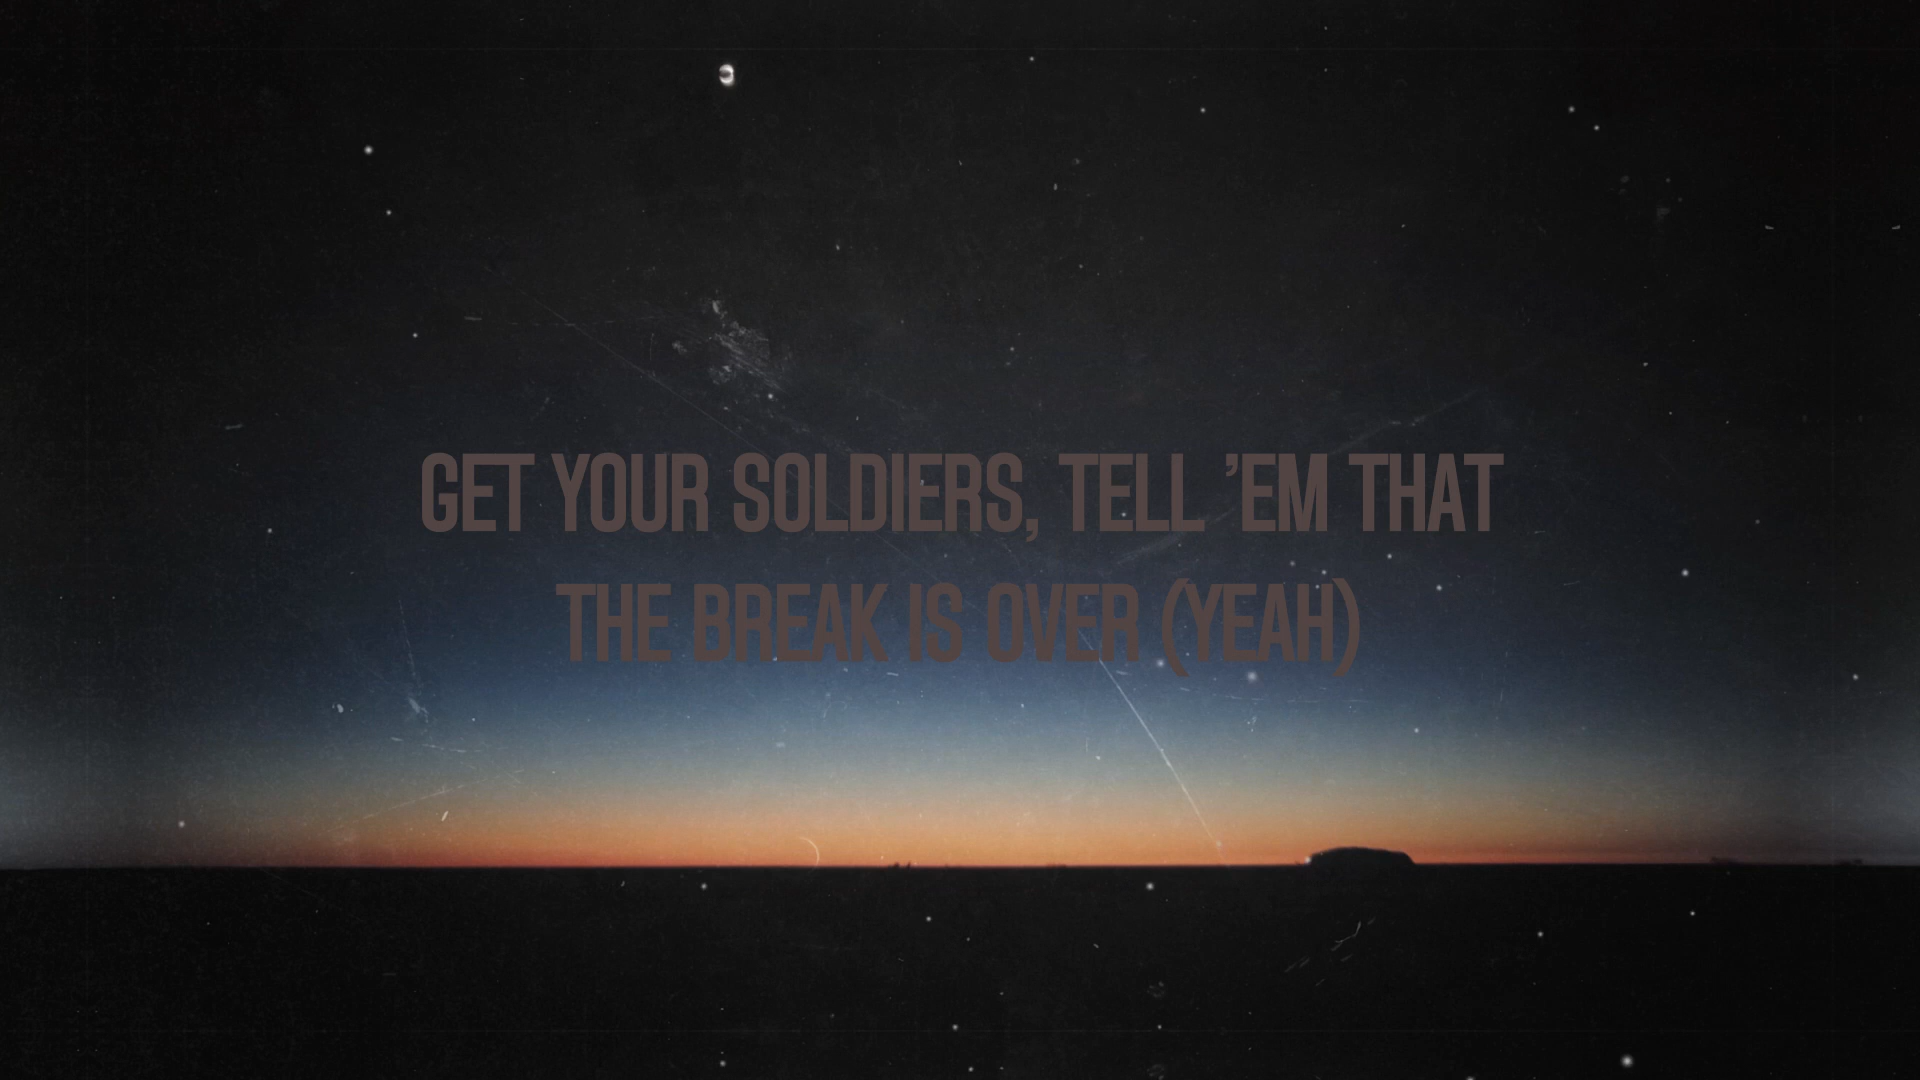 GET YOUR SOLDIERS, TELL ’EM THAT
THE BREAK IS OVER (YEAH)